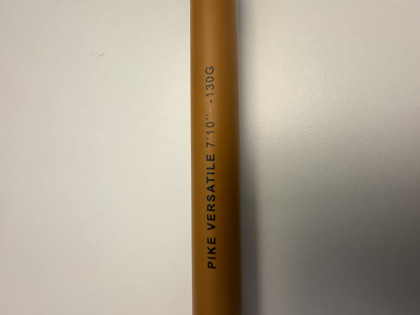 PIKE VERSATILE 7'10'' -130G